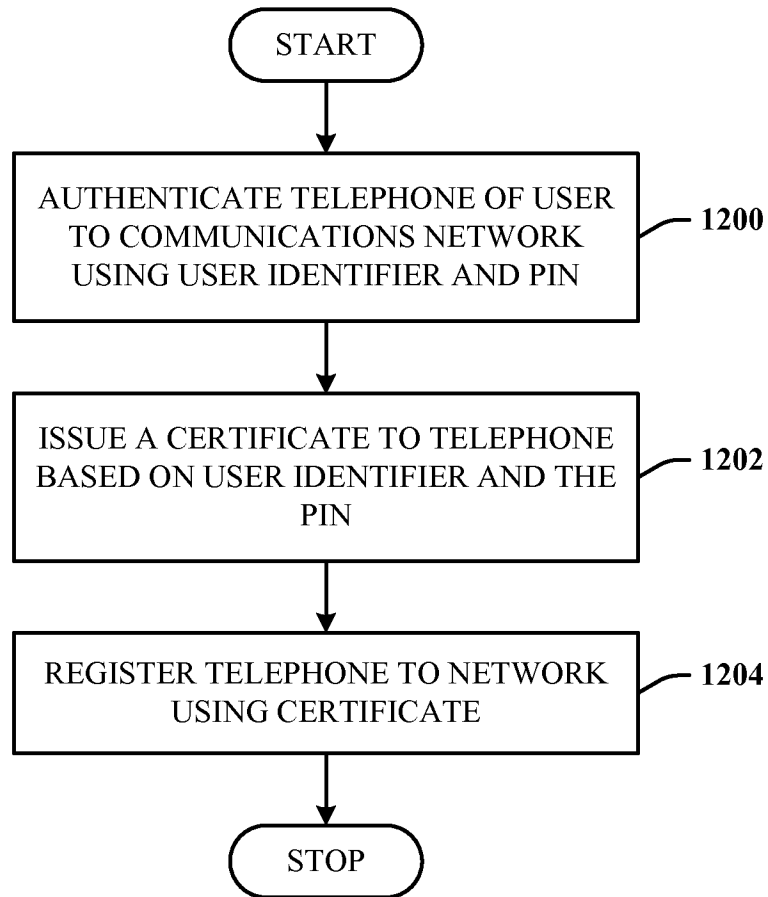 START
AUTHENTICATE TELEPHONE OF USER
TO COMMUNICATIONS NETWORK
USING USER IDENTIFIER AND PIN
1200
ISSUE A CERTIFICATE TO TELEPHONE
BASED ON USER IDENTIFIER AND THE
PIN
1202
REGISTER TELEPHONE TO NETWORK
USING CERTIFICATE
1204
STOP